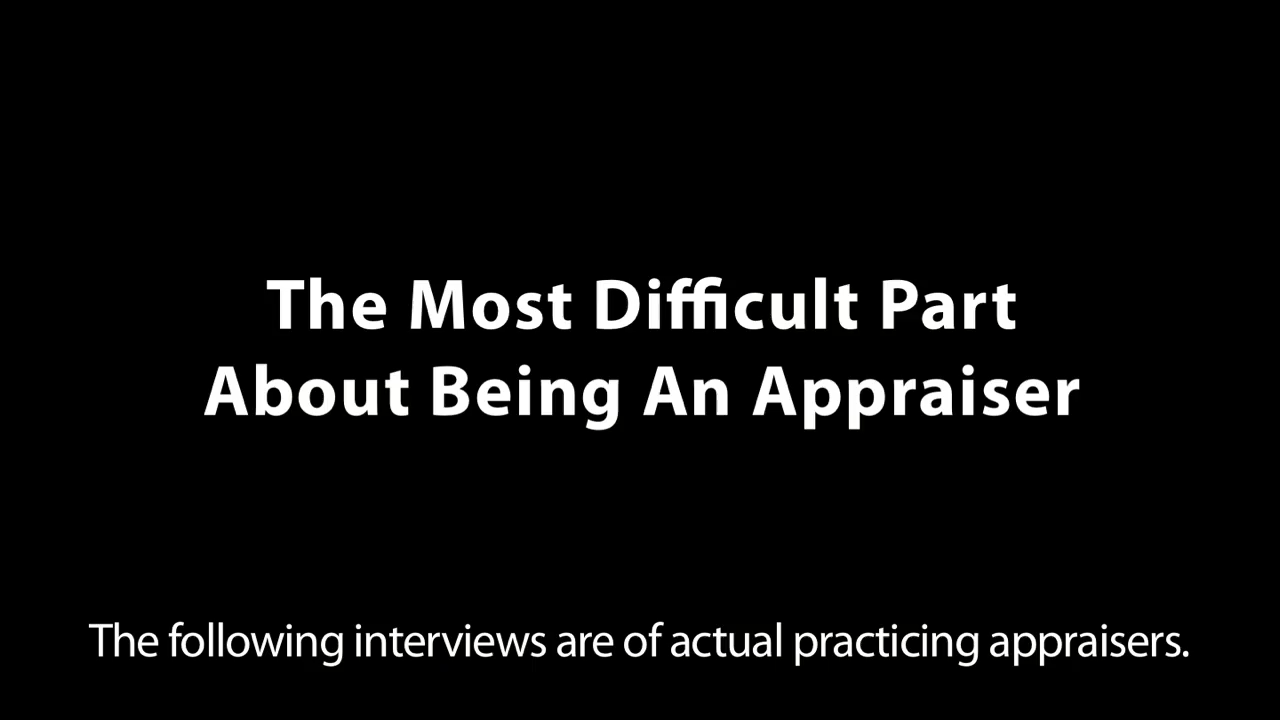 The Most Difficult Part
About Being An Appraiser
The following interviews are of actual practicing appraisers.